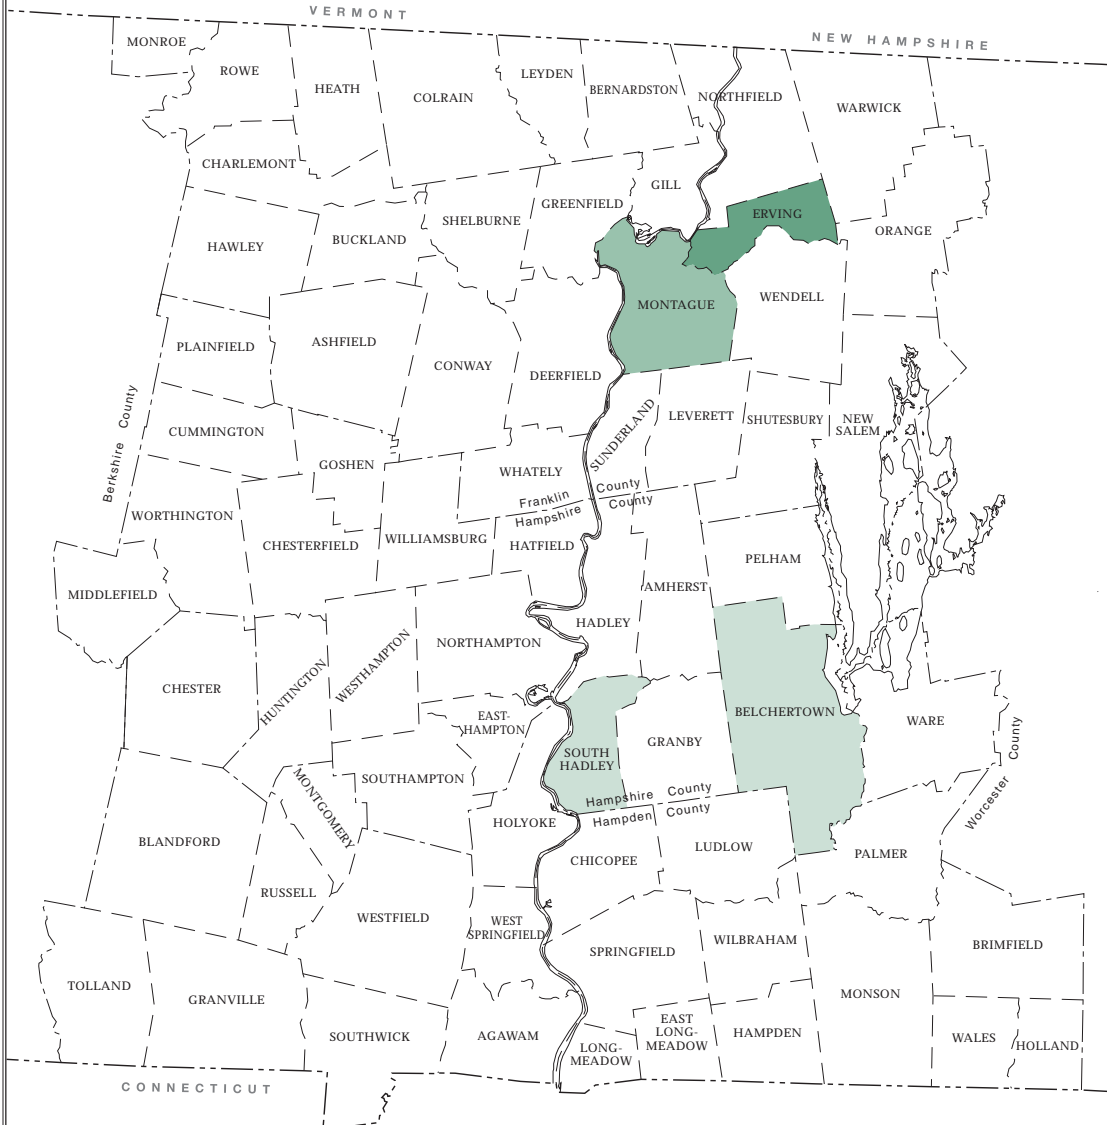 VERMONT
NEW HAMPSHIRE
MONROE
ROWE
HEATH
COLRAIN
LEYDEN
BERNARDSTON
NORTHFIELD
WARWICK
CHARLEMONT
GILL
GREENFIELD
SHELBURNE
ERVING
ORANGE
HAWLEY
BUCKLAND
MONTAGUE
WENDELL
PLAINFIELD
ASHFIELD
CONWAY
DEERFIELD
SUNDERLAND
LEVERETT
SHUTESBURY
NEW
SALEM
Berkshire County
CUMMINGTON
GOSHEN
WHATELY
Franklin County
Hampshire County
WORTHINGTON
CHESTERFIELD
WILLIAMSBURG
HATFIELD
PELHAM
AMHERST
MIDDLEFIELD
HADLEY
NORTHAMPTON
WESTHAMPTON
HUNTINGTON
CHESTER
EAST-
HAMPTON
BELCHERTOWN
WARE
GRANBY
SOUTH
HADLEY
SOUTHAMPTON
MONTGOMERY
Worcester County
Hampshire County
Hampden County
HOLYOKE
BLANDFORD
CHICOPEE
LUDLOW
PALMER
RUSSELL
WESTFIELD
WEST
SPRINGFIELD
SPRINGFIELD
WILBRAHAM
BRIMFIELD
TOLLAND
GRANVILLE
MONSON
SOUTHWICK
AGAWAM
LONG-
MEADOW
EAST
LONG-
MEADOW
HAMPDEN
WALES
HOLLAND
CONNECTICUT